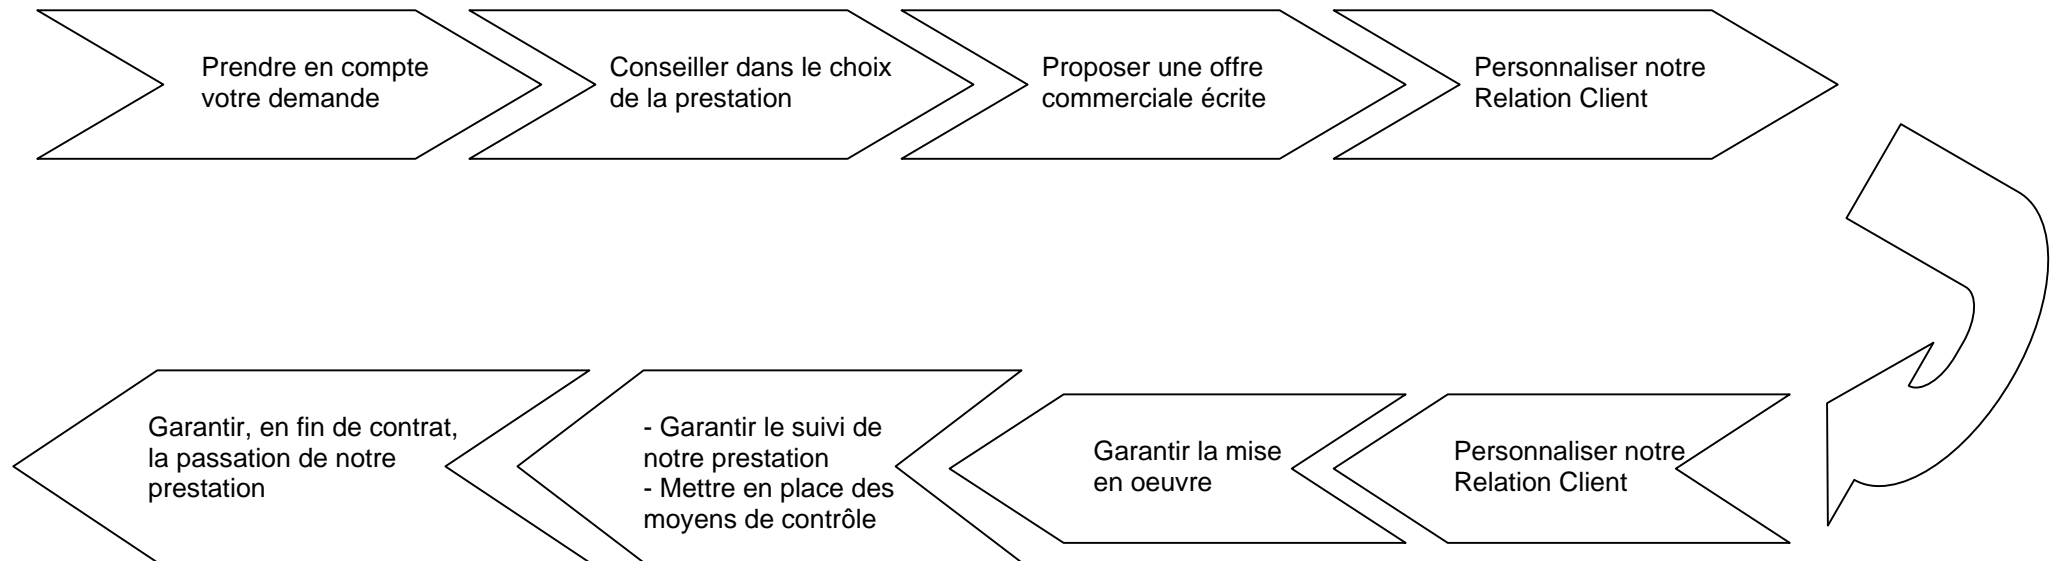 Prendre en compte
votre demande
Conseiller dans le choix
de la prestation
Proposer une offre
commerciale écrite
Personnaliser notre
Relation Client
Personnaliser notre
Relation Client
Garantir la mise
en oeuvre
- Garantir le suivi de
notre prestation
- Mettre en place des
moyens de contrôle
Garantir, en fin de contrat,
la passation de notre
prestation